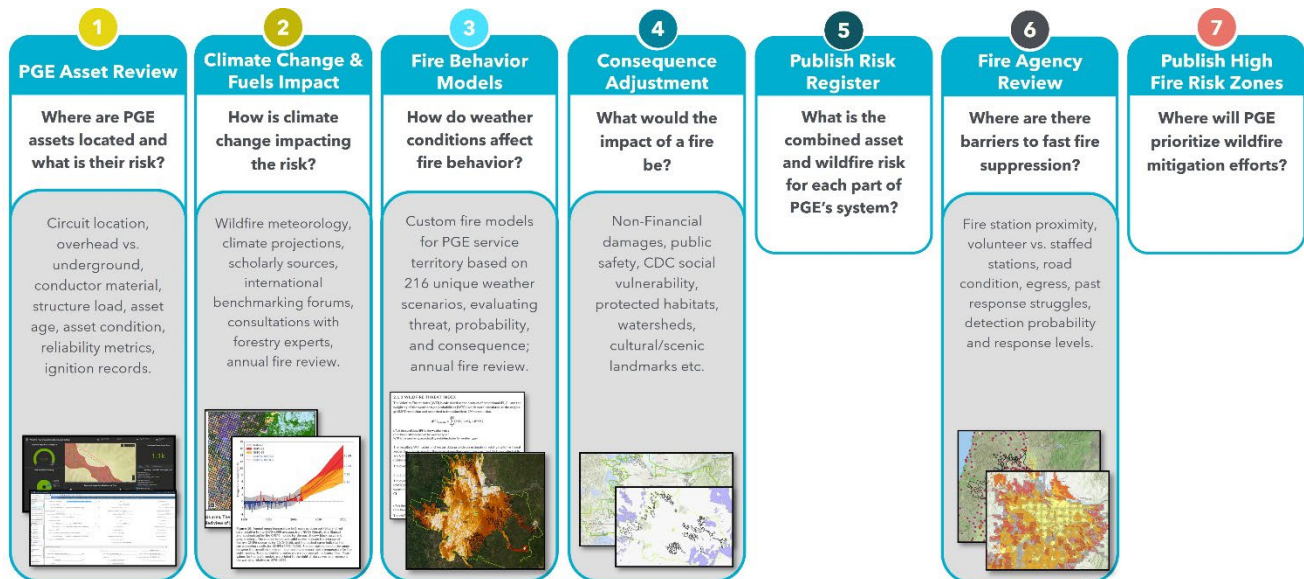 1
PGE Asset Review
Where are PGE
assets located and
what is their risk?
Circuit location,
overhead vs.
underground,
conductor material,
structure load, asset
age, asset condition,
reliability metrics,
ignition records.
2
Climate Change &
Fuels Impact
How is climate
change impacting
the risk?
Wildfire meteorology,
climate projections,
scholarly sources,
international
benchmarking forums,
consultations with
forestry experts,
annual fire review.
3
Fire Behavior
Models
How do weather
conditions affect
fire behavior?
Custom fire models
for PGE service
territory based on
216 unique weather
scenarios, evaluating
threat, probability,
and consequence;
annual fire review.
2.1.3 WILDFIRE THREAT INDEX
4
Consequence
Adjustment
What would the
impact of a fire
be?
Non-Financial
damages, public
safety, CDC social
vulnerability,
protected habitats,
watersheds,
cultural/scenic
landmarks etc.
5
Publish Risk
Register
What is the
combined asset
and wildfire risk
for each part of
PGE's system?
6
Fire Agency
Review
Where are there
barriers to fast fire
suppression?
Fire station proximity,
volunteer vs. staffed
stations, road
condition, egress, past
response struggles,
detection probability
and response levels.
7
Publish High
Fire Risk Zones
Where will PGE
prioritize wildfire
mitigation efforts?
1.1k